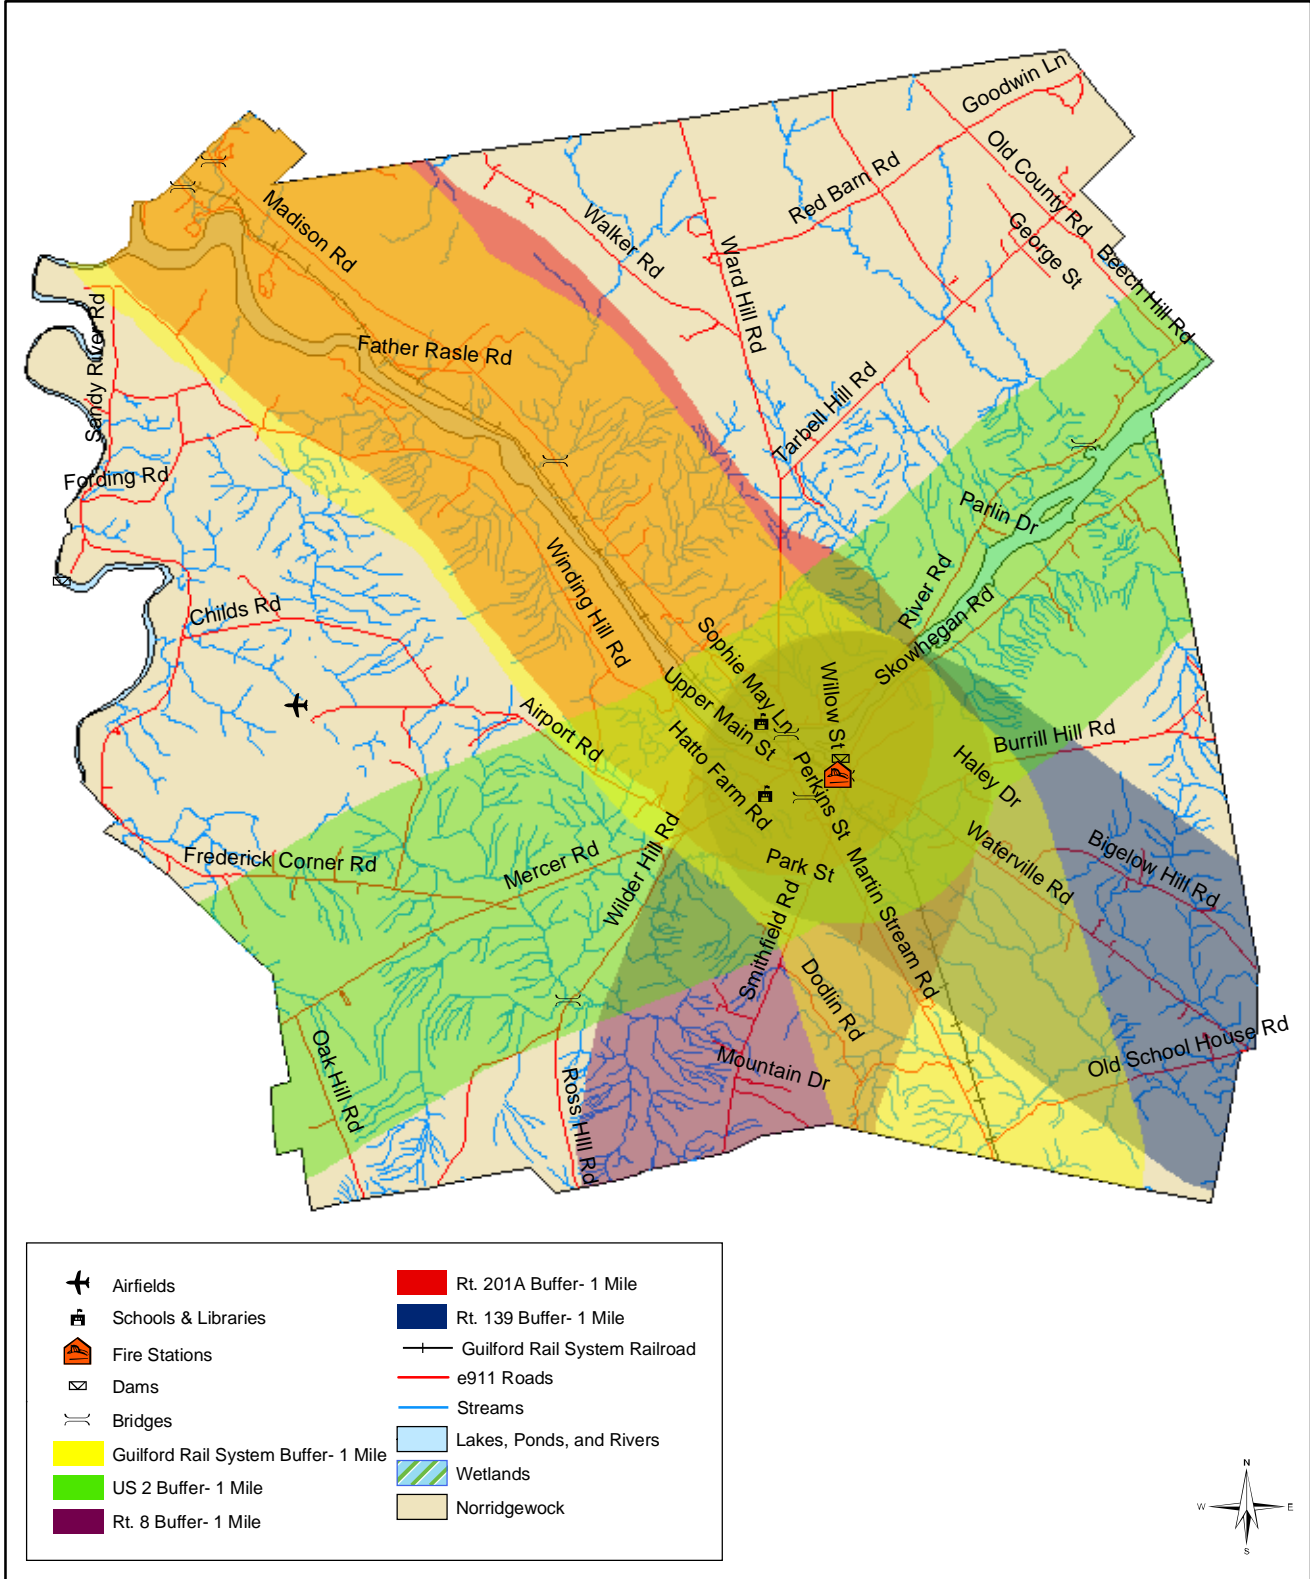 Goodwin Ln
Old County Rd
Red Barn Rd
George St
Beech Hill Rd
Walker Rd
Ward Hill Rd
Madison Rd
Father Rasle Rd
Sandy River Rd
Tarbell Hill Rd
Fording Rd
Parlin Dr
Childs Rd
Winding Hill Rd
River Rd
Skowhegan Rd
Sophie May Ln
Willow St
Upper Main St
Airport Rd
Hatto Farm Rd
Burrill Hill Rd
Haley Dr
Perkins St
Frederick Corner Rd
Mercer Rd
Wilder Hill Rd
Park St
Martin Stream Rd
Waterville Rd
Bigelow Hill Rd
Smithfield Rd
Dodlin Rd
Oak Hill Rd
Ross Hill Rd
Mountain Dr
Old School House Rd
Airfields
Schools & Libraries
Fire Stations
Dams
Bridges
Guilford Rail System Buffer- 1 Mile
US 2 Buffer- 1 Mile
Rt. 8 Buffer- 1 Mile
Rt. 201A Buffer- 1 Mile
Rt. 139 Buffer- 1 Mile
Guilford Rail System Railroad
e911 Roads
Streams
Lakes, Ponds, and Rivers
Wetlands
Norridgewock
N
W E
S